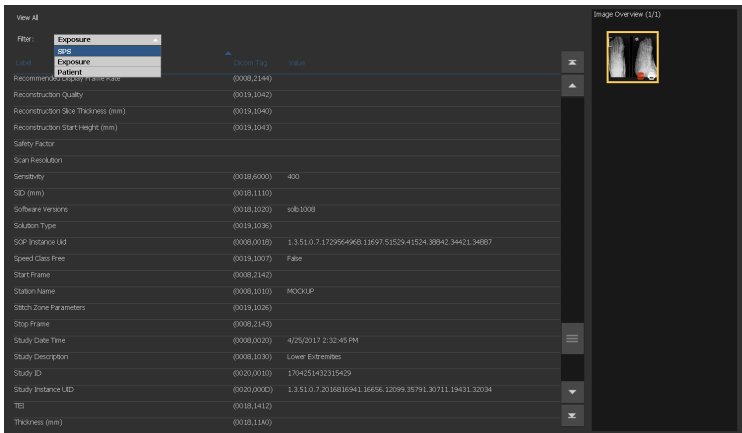 View All
Image Overview (1/1)
Filter: Exposure
SPS
Exposure
Patient
Label Dicom Tag Value
Recommended Display Frame Rate (0008,2144)
Reconstruction Quality (0019,1042)
Reconstruction Slice Thickness (mm) (0019,1040)
Reconstruction Start Height (mm) (0019,1043)
Safety Factor
Scan Resolution
Sensitivity (0018,6000) 400
SID (mm) (0018,1110)
Software Versions (0018,1020) solb1008
Solution Type (0019,1036)
SOP Instance Uid (0008,0018) 1.3.51.0.7.1729564968.11697.51529.41524.38842.34421.34887
Speed Class Free (0019,1007) False
Start Frame (0008,2142)
Station Name (0008,1010) MOCKUP
Stitch Zone Parameters (0019,1026)
Stop Frame (0008,2143)
Study Date Time (0008,0020) 4/25/2017 2:32:45 PM
Study Description (0008,1030) Lower Extremities
Study ID (0020,0010) 1704251432315429
Study Instance UID (0020,000D) 1.3.51.0.7.2016816941.16656.12099.35791.30711.19431.32034
TEI (0018,1412)
Thickness (mm) (0018,11A0)